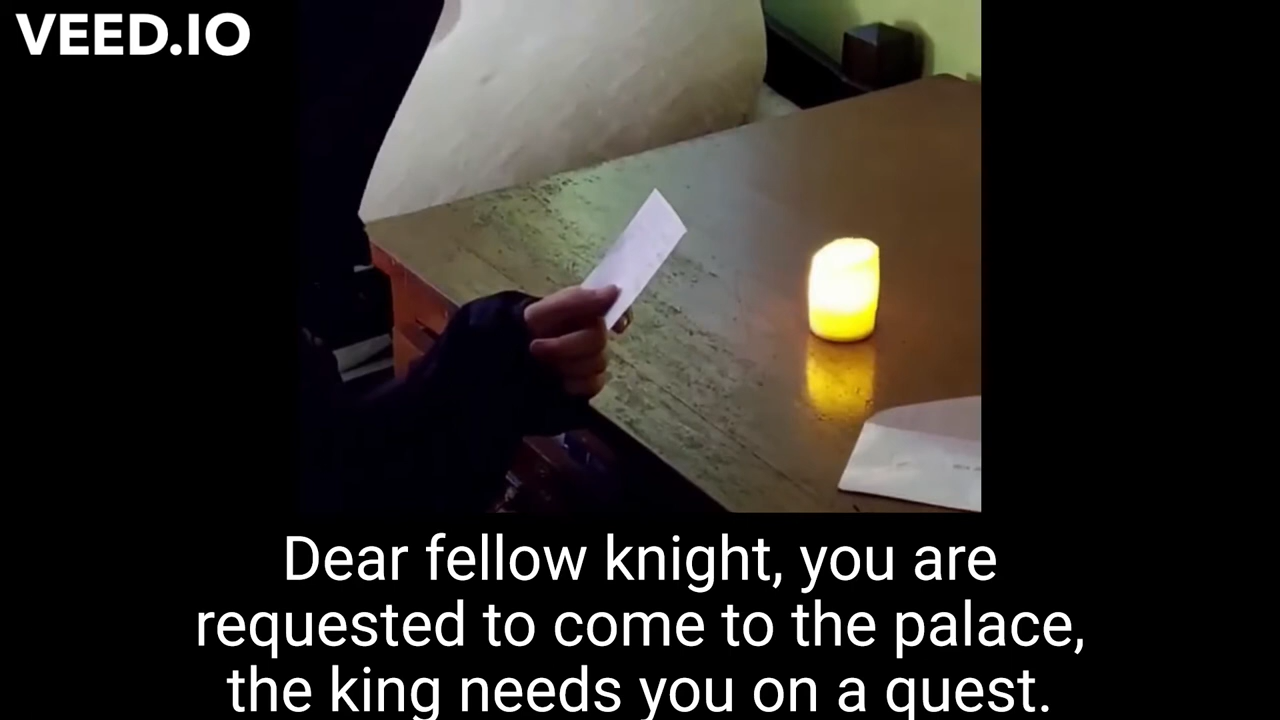 VEED.IO
Dear fellow knight, you are
requested to come to the palace,
the king needs you on a quest.